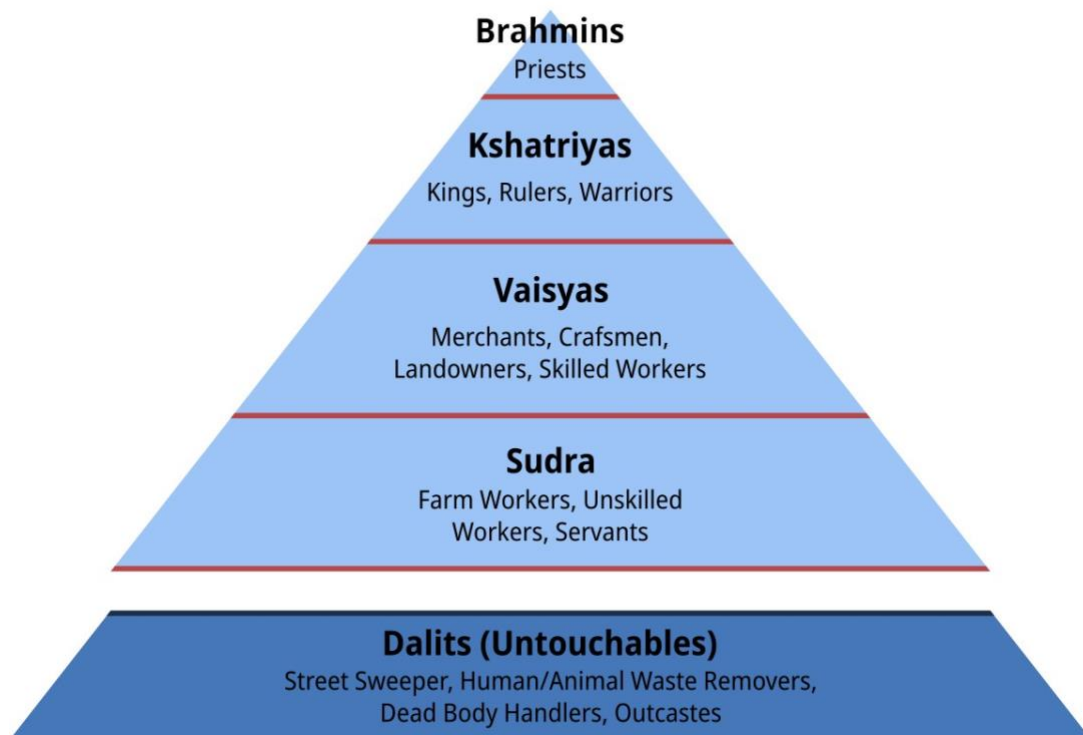 Brahmins
Priests
Kshatriyas
Kings, Rulers, Warriors
Vaisyas
Merchants, Crafsmen,
Landowners, Skilled Workers
Sudra
Farm Workers, Unskilled
Workers, Servants
Dalits (Untouchables)
Street Sweeper, Human/Animal Waste Removers,
Dead Body Handlers, Outcastes